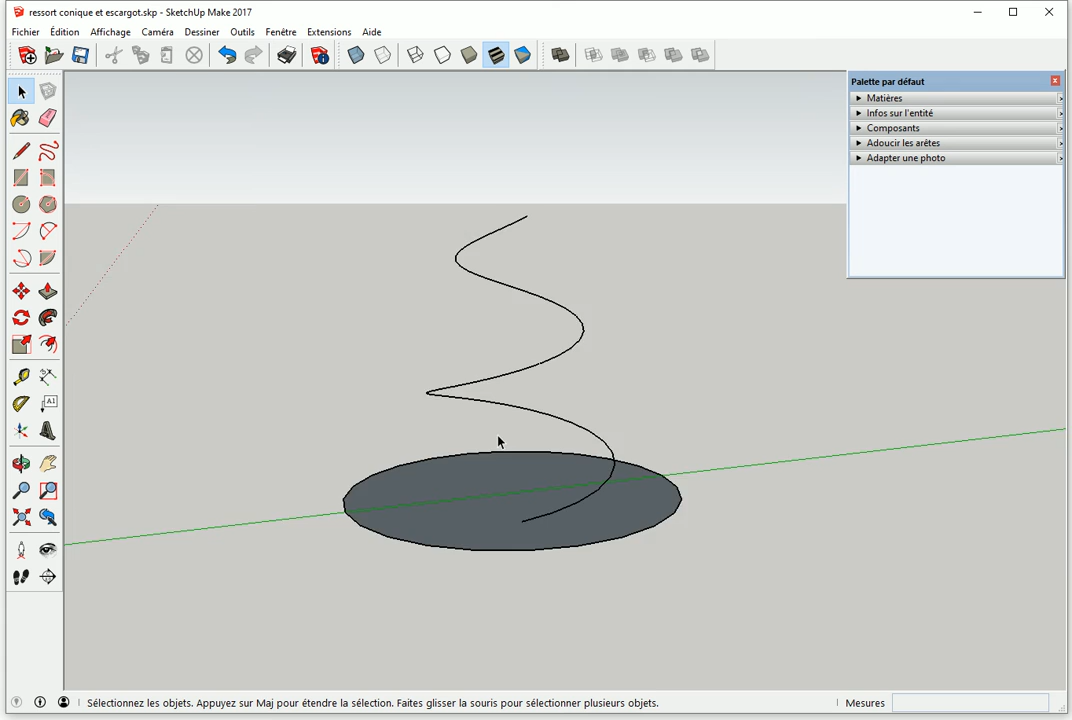 ressort conique et escargot.skp - SketchUp Make 2017
Fichier Édition Affichage Caméra Dessiner Outils Fenêtre Extensions Aide
Palette par défaut
Matières
Infos sur l'entité
Composants
Adoucir les arêtes
Adapter une photo
A1
Sélectionnez les objets. Appuyez sur Maj pour étendre la sélection. Faites glisser la souris pour sélectionner plusieurs objets.
Mesures